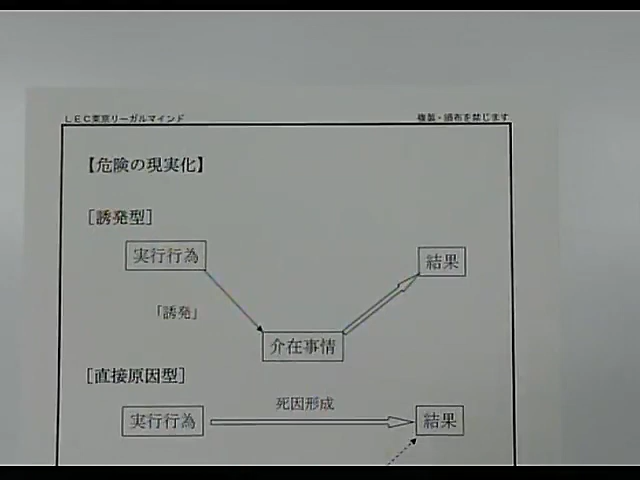 LEC東京リーガルマインド 複製・頒布を禁じます
【危険の現実化】
［誘発型］
実行行為 結果
「誘発」
介在事情
［直接原因型］
死因形成
実行行為 結果